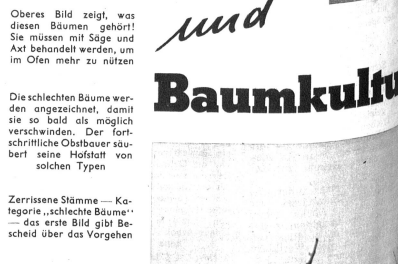 Oberes Bild zeigt, was
diesen Bäumen gehört!
Sie müssen mit Säge und
Axt behandelt werden, um
im Ofen mehr zu nützen
Die schlechten Bäume wer-
den angezeichnet, damit
sie so bald als möglich
verschwinden. Der fort-
schrittliche Obstbauer säu-
bert seine Hofstatt von
solchen Typen
Zerrissene Stämme — Ka-
tegorie „schlechte Bäume"
— das erste Bild gibt Be-
scheid über das Vorgehen
und
Baumkultu